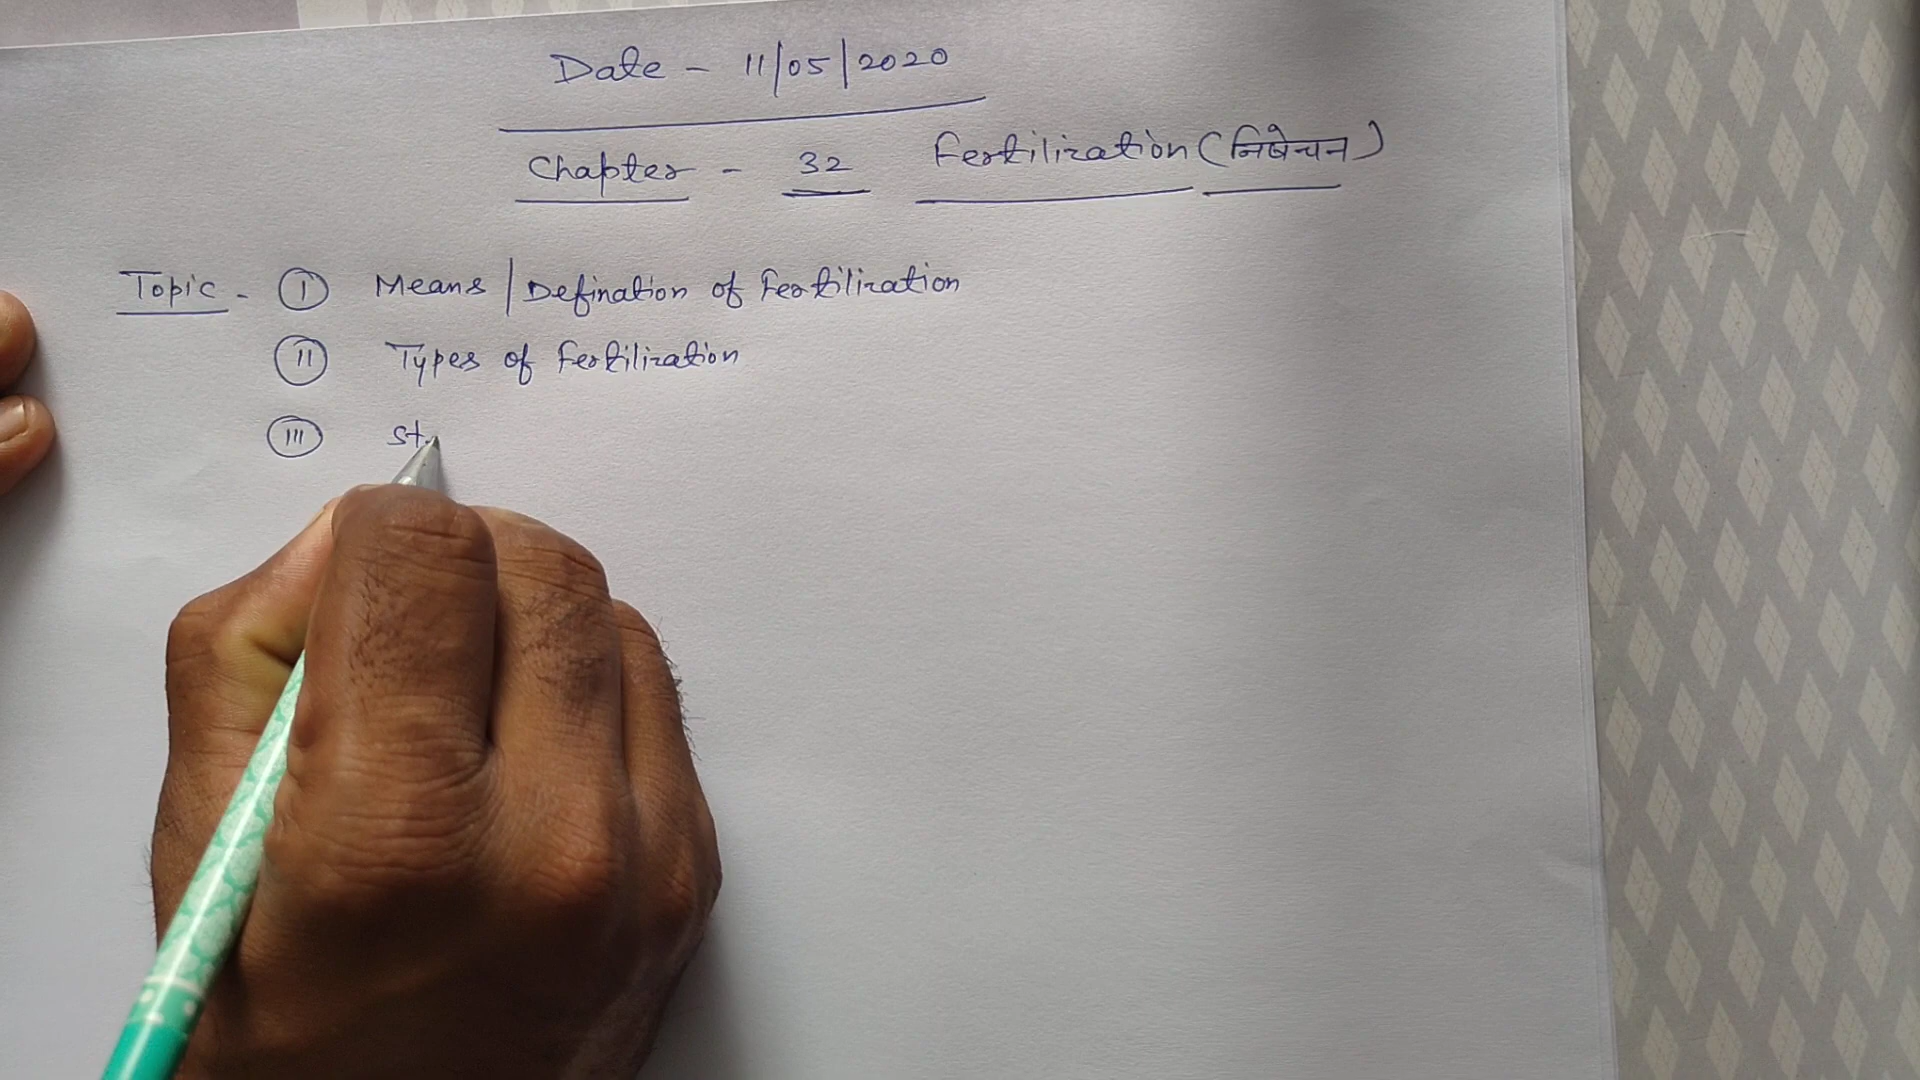 Date - 11/05/2020
Chapter - 32 Fertilization (निषेचन)
Topic - (I) Means / Defination of Fertilization
(II) Types of Fertilization
(III) St